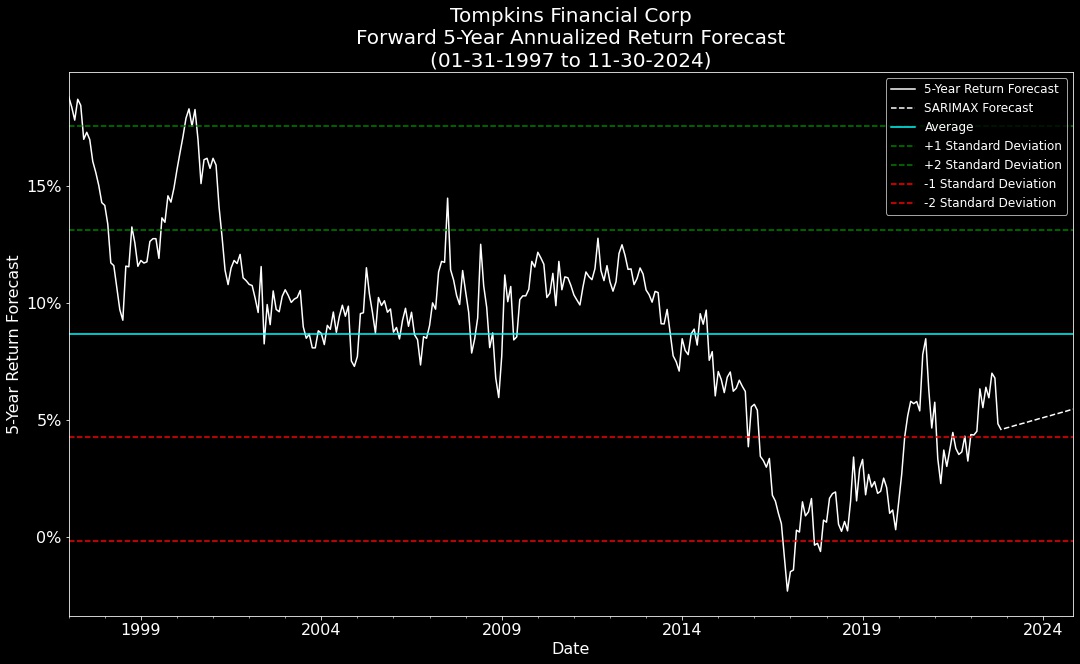 Tompkins Financial Corp
Forward 5-Year Annualized Return Forecast
(01-31-1997 to 11-30-2024)
5-Year Return Forecast
SARIMAX Forecast
Average
+1 Standard Deviation
+2 Standard Deviation
-1 Standard Deviation
-2 Standard Deviation
5-Year Return Forecast
15%
10%
5%
0%
1999
2004
2009
2014
2019
2024
Date